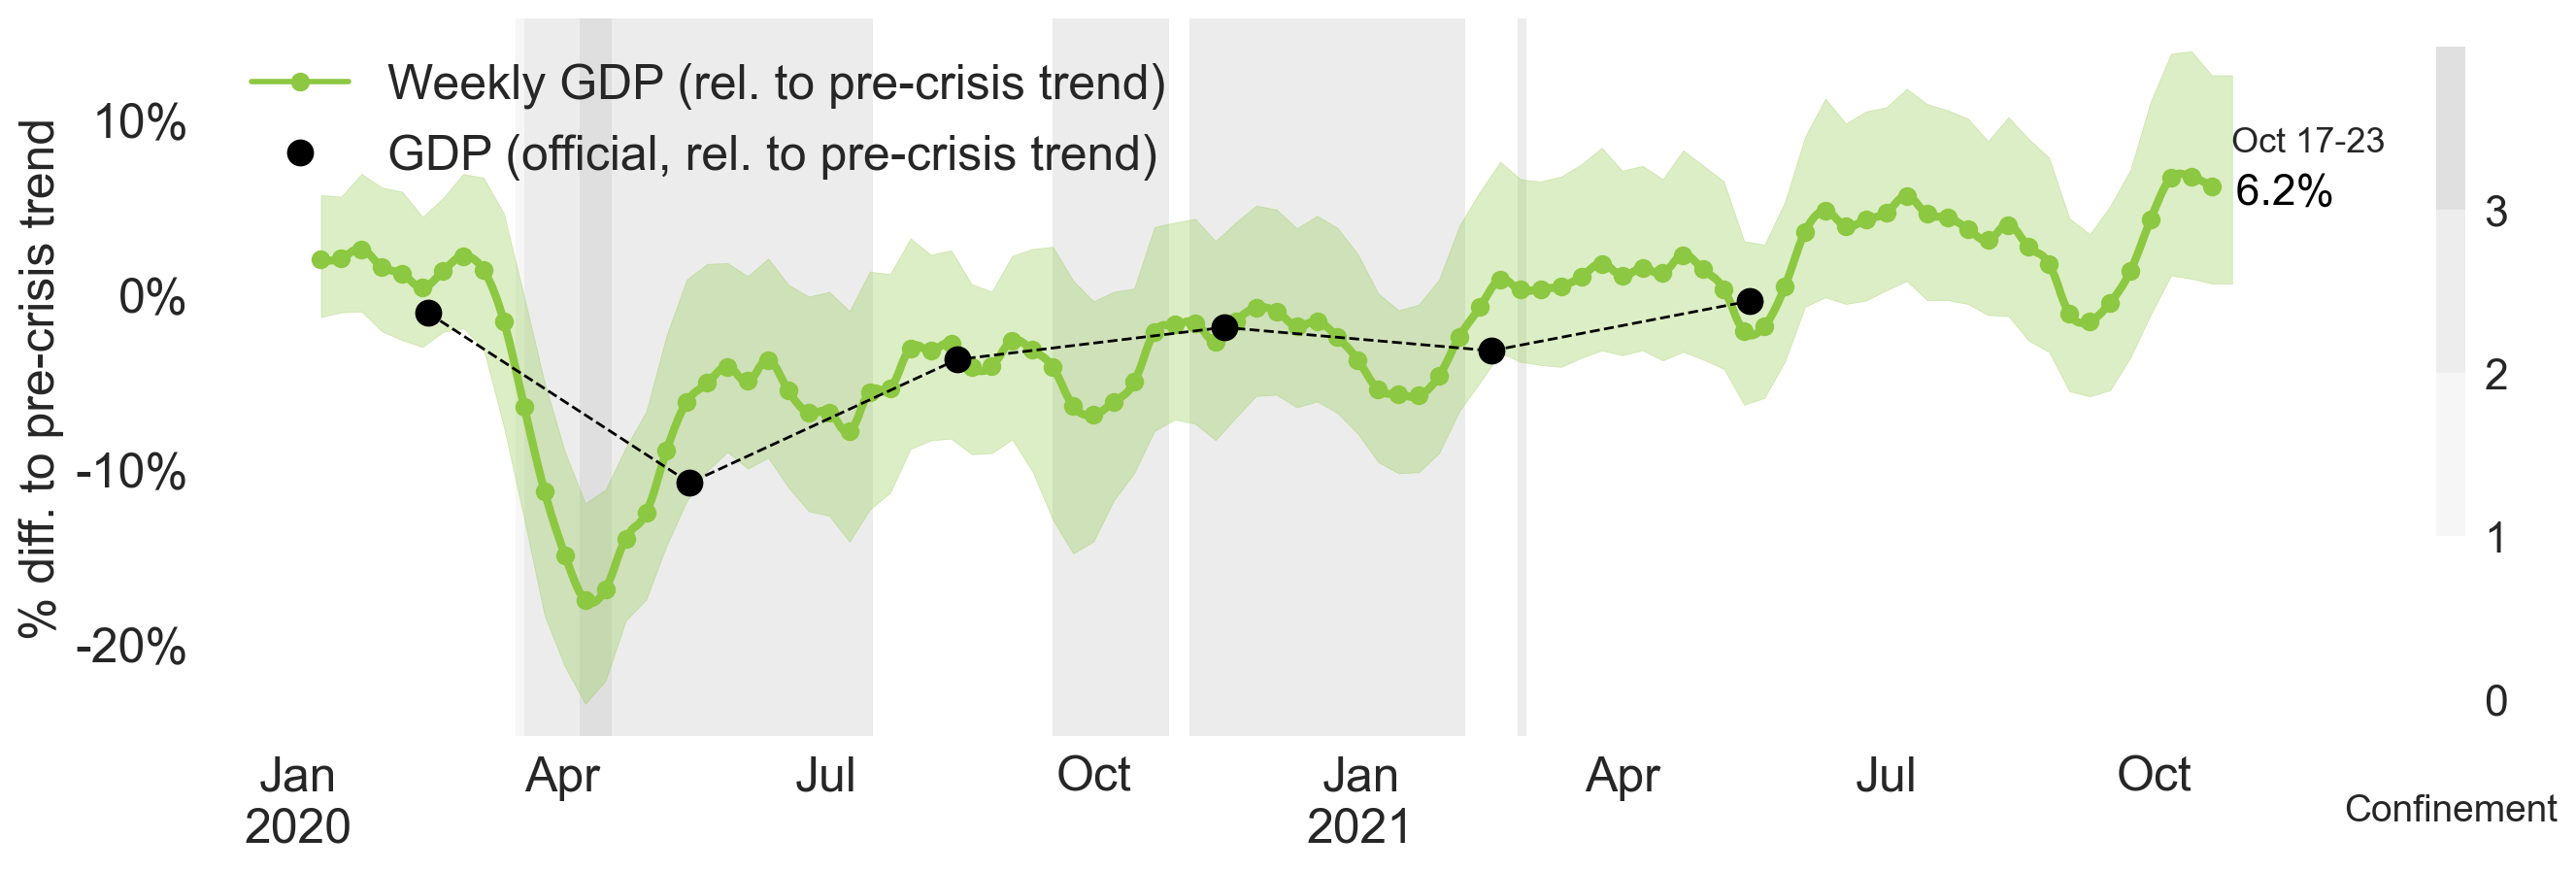 Weekly GDP (rel. to pre-crisis trend)
GDP (official, rel. to pre-crisis trend)
% diff. to pre-crisis trend
10%
0%
-10%
-20%
Oct 17-23
6.2%
3
2
1
0
Jan Apr Jul Oct Jan Apr Jul Oct
2020 2021
Confinement